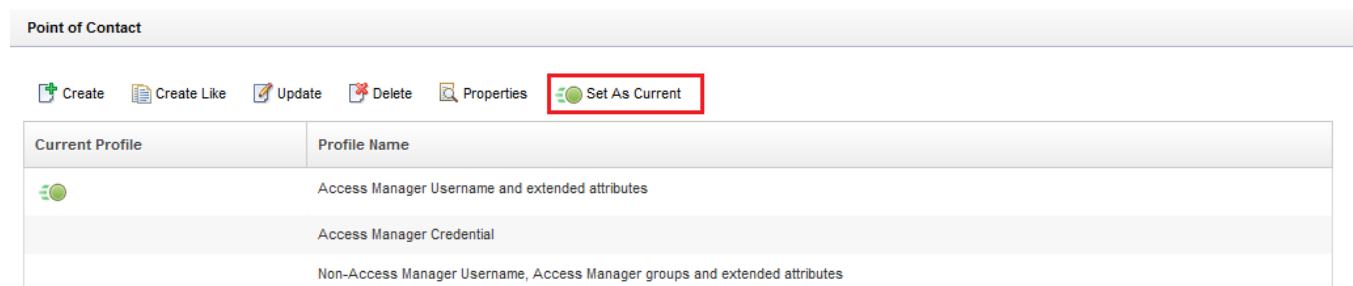 Point of Contact
Create Create Like Update Delete Properties Set As Current
Current Profile Profile Name
Access Manager Username and extended attributes
Access Manager Credential
Non-Access Manager Username, Access Manager groups and extended attributes